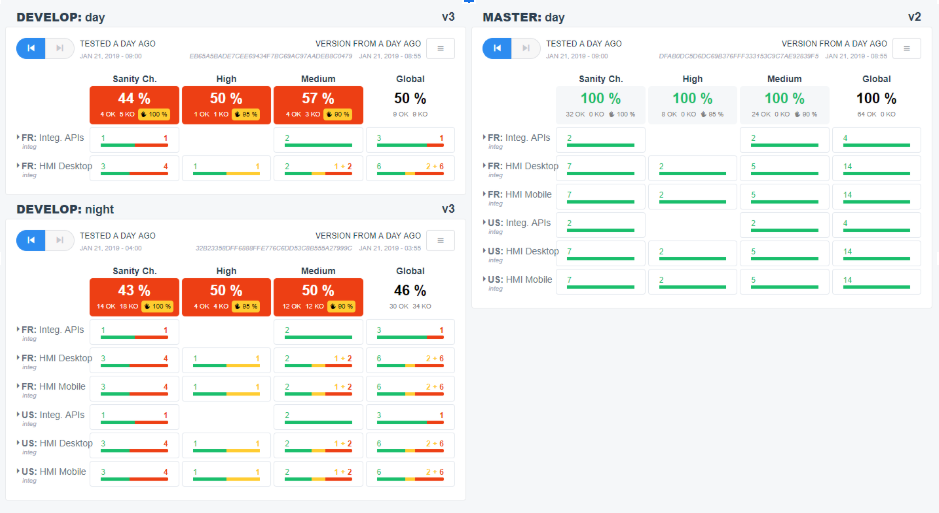 DEVELOP: day v3
TESTED A DAY AGO VERSION FROM A DAY AGO
JAN 21, 2019 - 09:00 JAN 21, 2019 - 08:55
Sanity Ch. High Medium Global
44 % 50 % 57 % 50 %
4 OK 5 KO 100 % 1 OK 1 KO 95 % 4 OK 3 KO 90 % 9 OK 9 KO
FR: Integ. APIs 1 1 2 3 1
integ
FR: HMI Desktop 3 4 1 1 2 1 + 2 6 2 + 6
integ
DEVELOP: night v3
TESTED A DAY AGO VERSION FROM A DAY AGO
JAN 21, 2019 - 04:00 JAN 21, 2019 - 03:55
Sanity Ch. High Medium Global
43 % 50 % 50 % 46 %
14 OK 18 KO 100 % 4 OK 4 KO 95 % 12 OK 12 KO 90 % 30 OK 34 KO
FR: Integ. APIs 1 1 2 3 1
integ
FR: HMI Desktop 3 4 1 1 2 1 + 2 6 2 + 6
integ
FR: HMI Mobile 3 4 1 1 2 1 + 2 6 2 + 6
integ
US: Integ. APIs 1 1 2 3 1
integ
US: HMI Desktop 3 4 1 1 2 1 + 2 6 2 + 6
integ
US: HMI Mobile 3 4 1 1 2 1 + 2 6 2 + 6
integ
MASTER: day v2
TESTED A DAY AGO VERSION FROM A DAY AGO
JAN 21, 2019 - 09:00 JAN 21, 2019 - 08:55
Sanity Ch. High Medium Global
100 % 100 % 100 % 100 %
32 OK 0 KO 100 % 8 OK 0 KO 95 % 24 OK 0 KO 90 % 64 OK 0 KO
FR: Integ. APIs 2 2 4
integ
FR: HMI Desktop 7 2 5 14
integ
FR: HMI Mobile 7 2 5 14
integ
US: Integ. APIs 2 2 4
integ
US: HMI Desktop 7 2 5 14
integ
US: HMI Mobile 7 2 5 14
integ